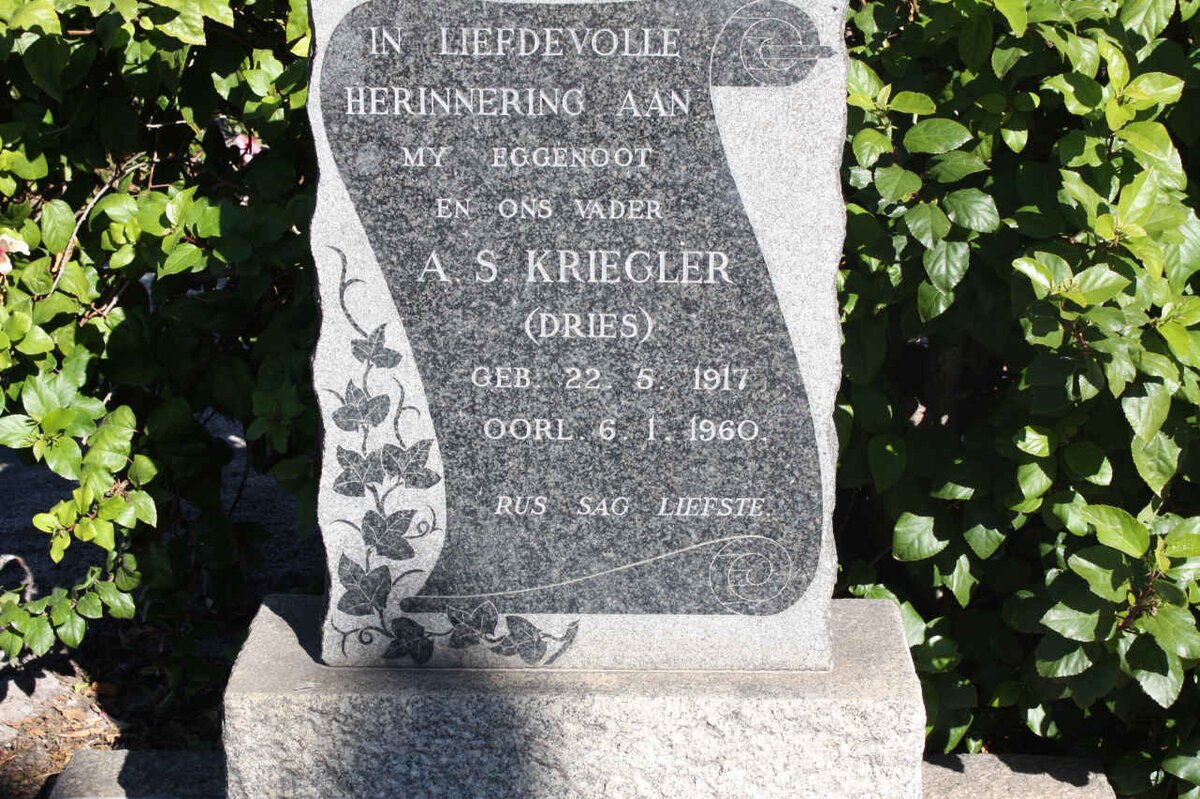 IN LIEFDEVOLLE
HERINNERING AAN
MY EGGENOOT
EN ONS VADER
A. S. KRIEGLER
(DRIES)
GEB. 22. 5. 1917
OORL. 6. 1. 1960.
RUS SAG LIEFSTE.